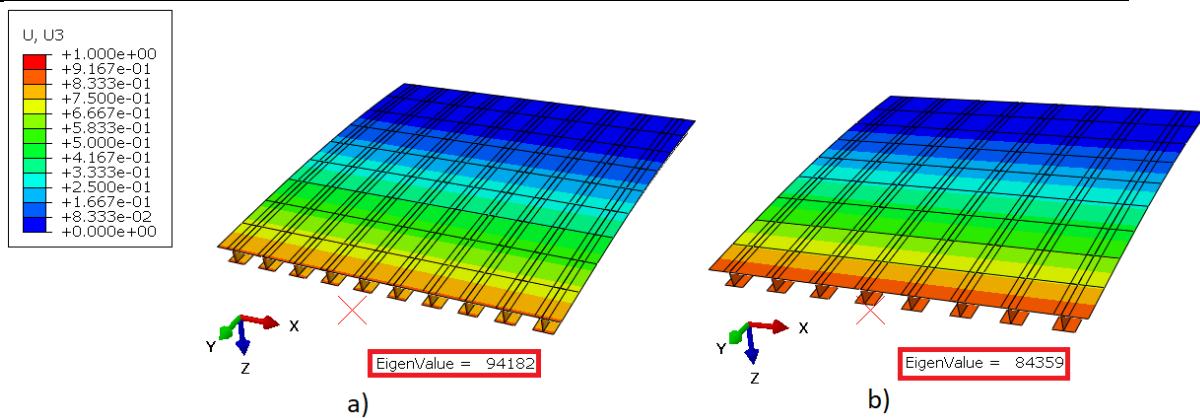 U, U3
+1.000e+00
+9.167e-01
+8.333e-01
+7.500e-01
+6.667e-01
+5.833e-01
+5.000e-01
+4.167e-01
+3.333e-01
+2.500e-01
+1.667e-01
+8.333e-02
+0.000e+00
X
Y
Z
EigenValue = 94182
a)
X
Y
Z
EigenValue = 84359
b)